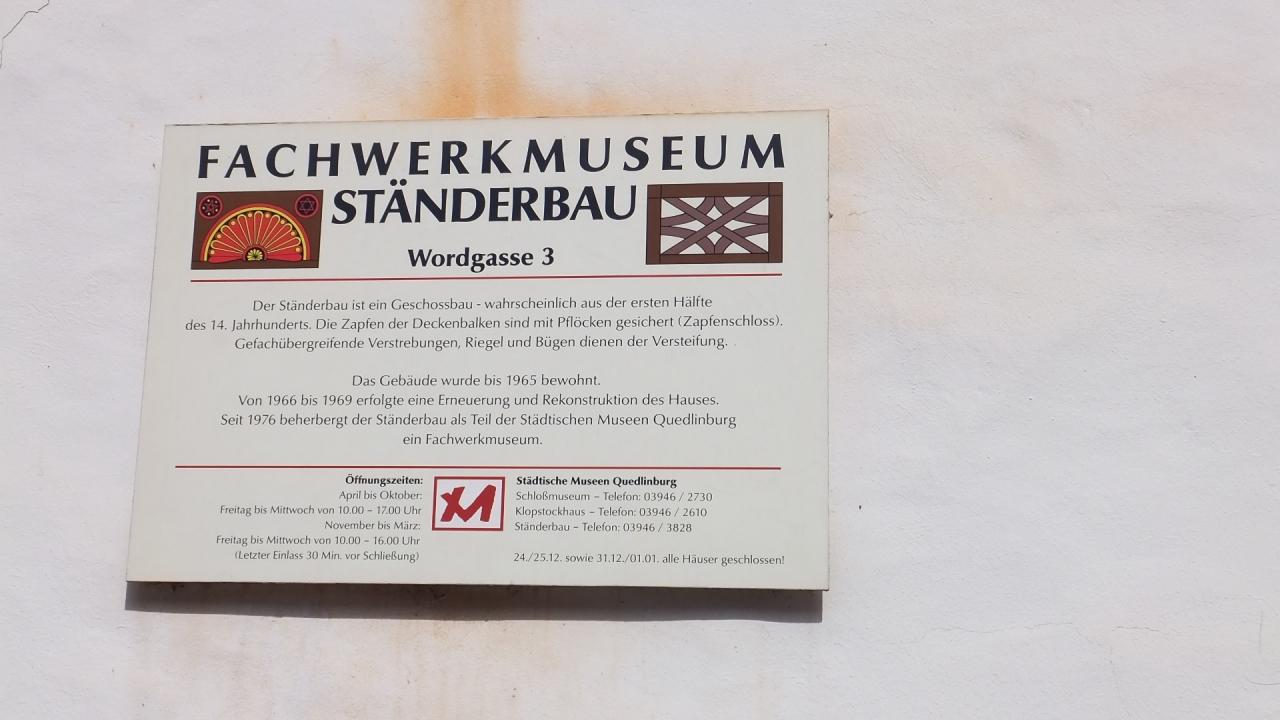 FACHWERKMUSEUM
STÄNDERBAU
Wordgasse 3
Der Ständerbau ist ein Geschossbau - wahrscheinlich aus der ersten Hälfte
des 14. Jahrhunderts. Die Zapfen der Deckenbalken sind mit Pflöcken gesichert (Zapfenschloss).
Gefachübergreifende Verstrebungen, Riegel und Bügen dienen der Versteifung.
Das Gebäude wurde bis 1965 bewohnt.
Von 1966 bis 1969 erfolgte eine Erneuerung und Rekonstruktion des Hauses.
Seit 1976 beherbergt der Ständerbau als Teil der Städtischen Museen Quedlinburg
ein Fachwerkmuseum.
Öffnungszeiten:
April bis Oktober:
Freitag bis Mittwoch von 10.00 – 17.00 Uhr
November bis März:
Freitag bis Mittwoch von 10.00 – 16.00 Uhr
(Letzter Einlass 30 Min. vor Schließung)
Städtische Museen Quedlinburg
Schloßmuseum – Telefon: 03946 / 2730
Klopstockhaus – Telefon: 03946 / 2610
Ständerbau – Telefon: 03946 / 3828
24./25.12. sowie 31.12./01.01. alle Häuser geschlossen!